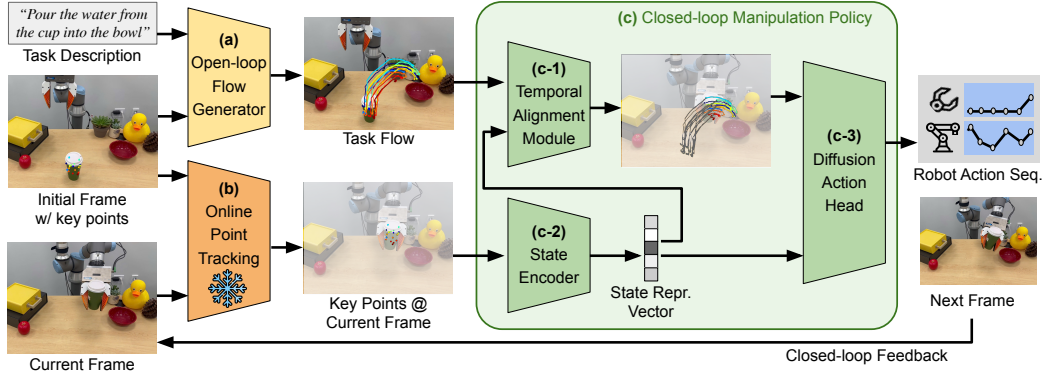 “Pour the water from
the cup into the bowl”
Task Description
(a)
Open-loop
Flow
Generator
Task Flow
Initial Frame
w/ key points
(b)
Online
Point
Tracking
Key Points @
Current Frame
Current Frame
(c) Closed-loop Manipulation Policy
(c-1)
Temporal
Alignment
Module
(c-2)
State
Encoder
State Repr.
Vector
(c-3)
Diffusion
Action
Head
Robot Action Seq.
Next Frame
Closed-loop Feedback